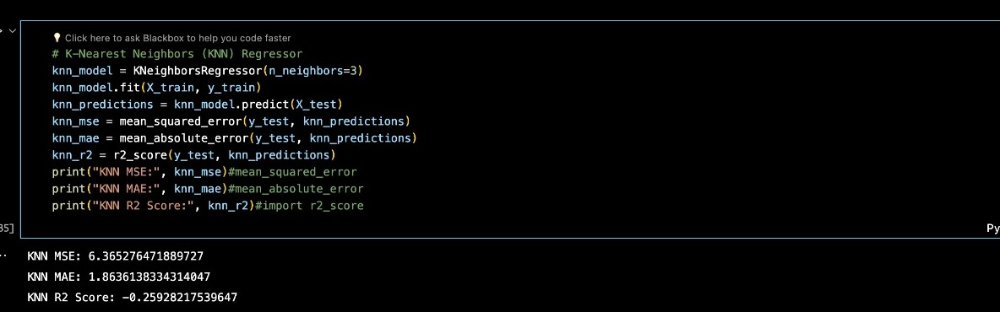 Click here to ask Blackbox to help you code faster
# K-Nearest Neighbors (KNN) Regressor
knn_model = KNeighborsRegressor(n_neighbors=3)
knn_model.fit(X_train, y_train)
knn_predictions = knn_model.predict(X_test)
knn_mse = mean_squared_error(y_test, knn_predictions)
knn_mae = mean_absolute_error(y_test, knn_predictions)
knn_r2 = r2_score(y_test, knn_predictions)
print("KNN MSE:", knn_mse)#mean_squared_error
print("KNN MAE:", knn_mae)#mean_absolute_error
print("KNN R2 Score:", knn_r2)#import r2_score
35]
Py
KNN MSE: 6.365276471889727
KNN MAE: 1.8636138334314047
KNN R2 Score: -0.25928217539647